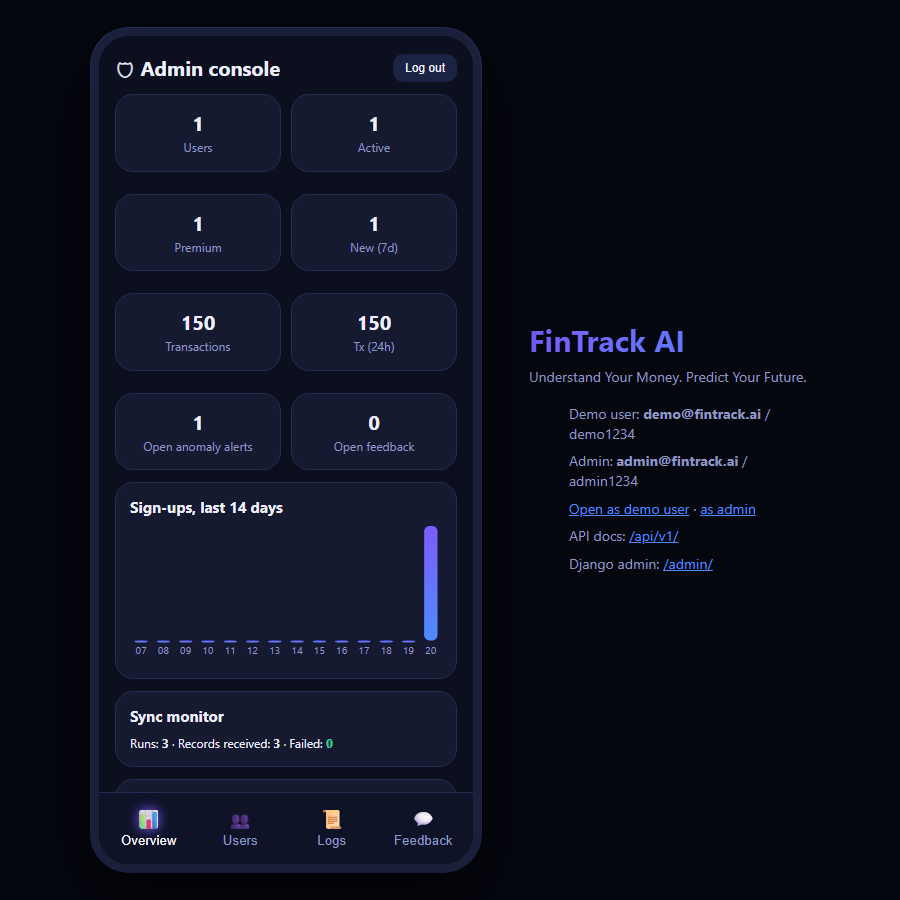 Admin console
Log out
1
Users
1
Active
1
Premium
1
New (7d)
150
Transactions
150
Tx (24h)
1
Open anomaly alerts
0
Open feedback
Sign-ups, last 14 days
07 08 09 10 11 12 13 14 15 16 17 18 19 20
Sync monitor
Runs: 3 · Records received: 3 · Failed: 0
Overview
Users
Logs
Feedback
FinTrack AI
Understand Your Money. Predict Your Future.
Demo user: demo@fintrack.ai /
demo1234
Admin: admin@fintrack.ai /
admin1234
Open as demo user · as admin
API docs: /api/v1/
Django admin: /admin/